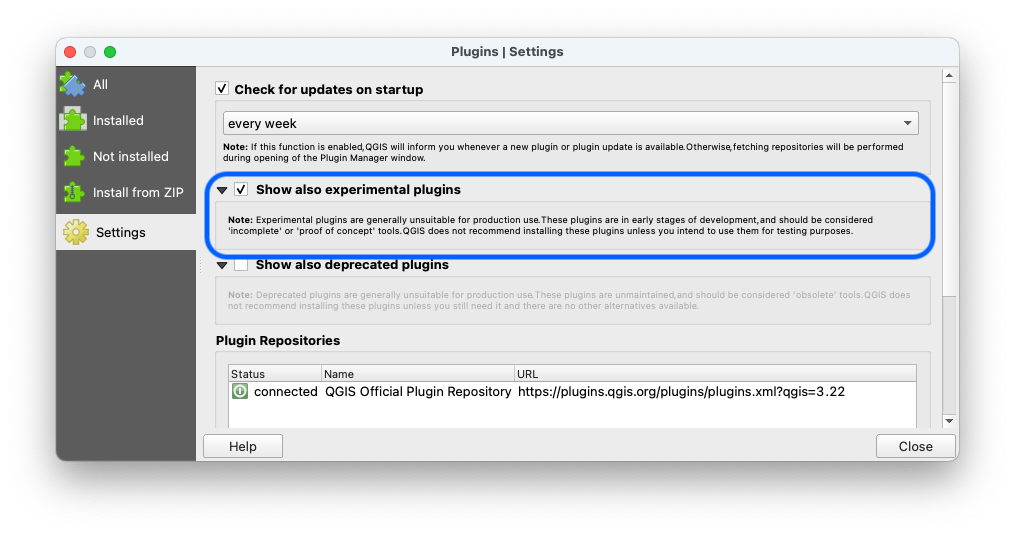 Plugins | Settings
All
Installed
Not installed
Install from ZIP
Settings
Check for updates on startup
every week
Note: If this function is enabled,QGIS will inform you whenever a new plugin or plugin update is available.Otherwise,fetching repositories will be performed
during opening of the Plugin Manager window.
Show also experimental plugins
Note: Experimental plugins are generally unsuitable for production use.These plugins are in early stages of development,and should be considered
'incomplete' or 'proof of concept' tools.QGIS does not recommend installing these plugins unless you intend to use them for testing purposes.
Show also deprecated plugins
Note: Deprecated plugins are generally unsuitable for production use.These plugins are unmaintained,and should be considered 'obsolete' tools.QGIS does
not recommend installing these plugins unless you still need it and there are no other alternatives available.
Plugin Repositories
Status Name URL
connected QGIS Official Plugin Repository https://plugins.qgis.org/plugins/plugins.xml?qgis=3.22
Help Close